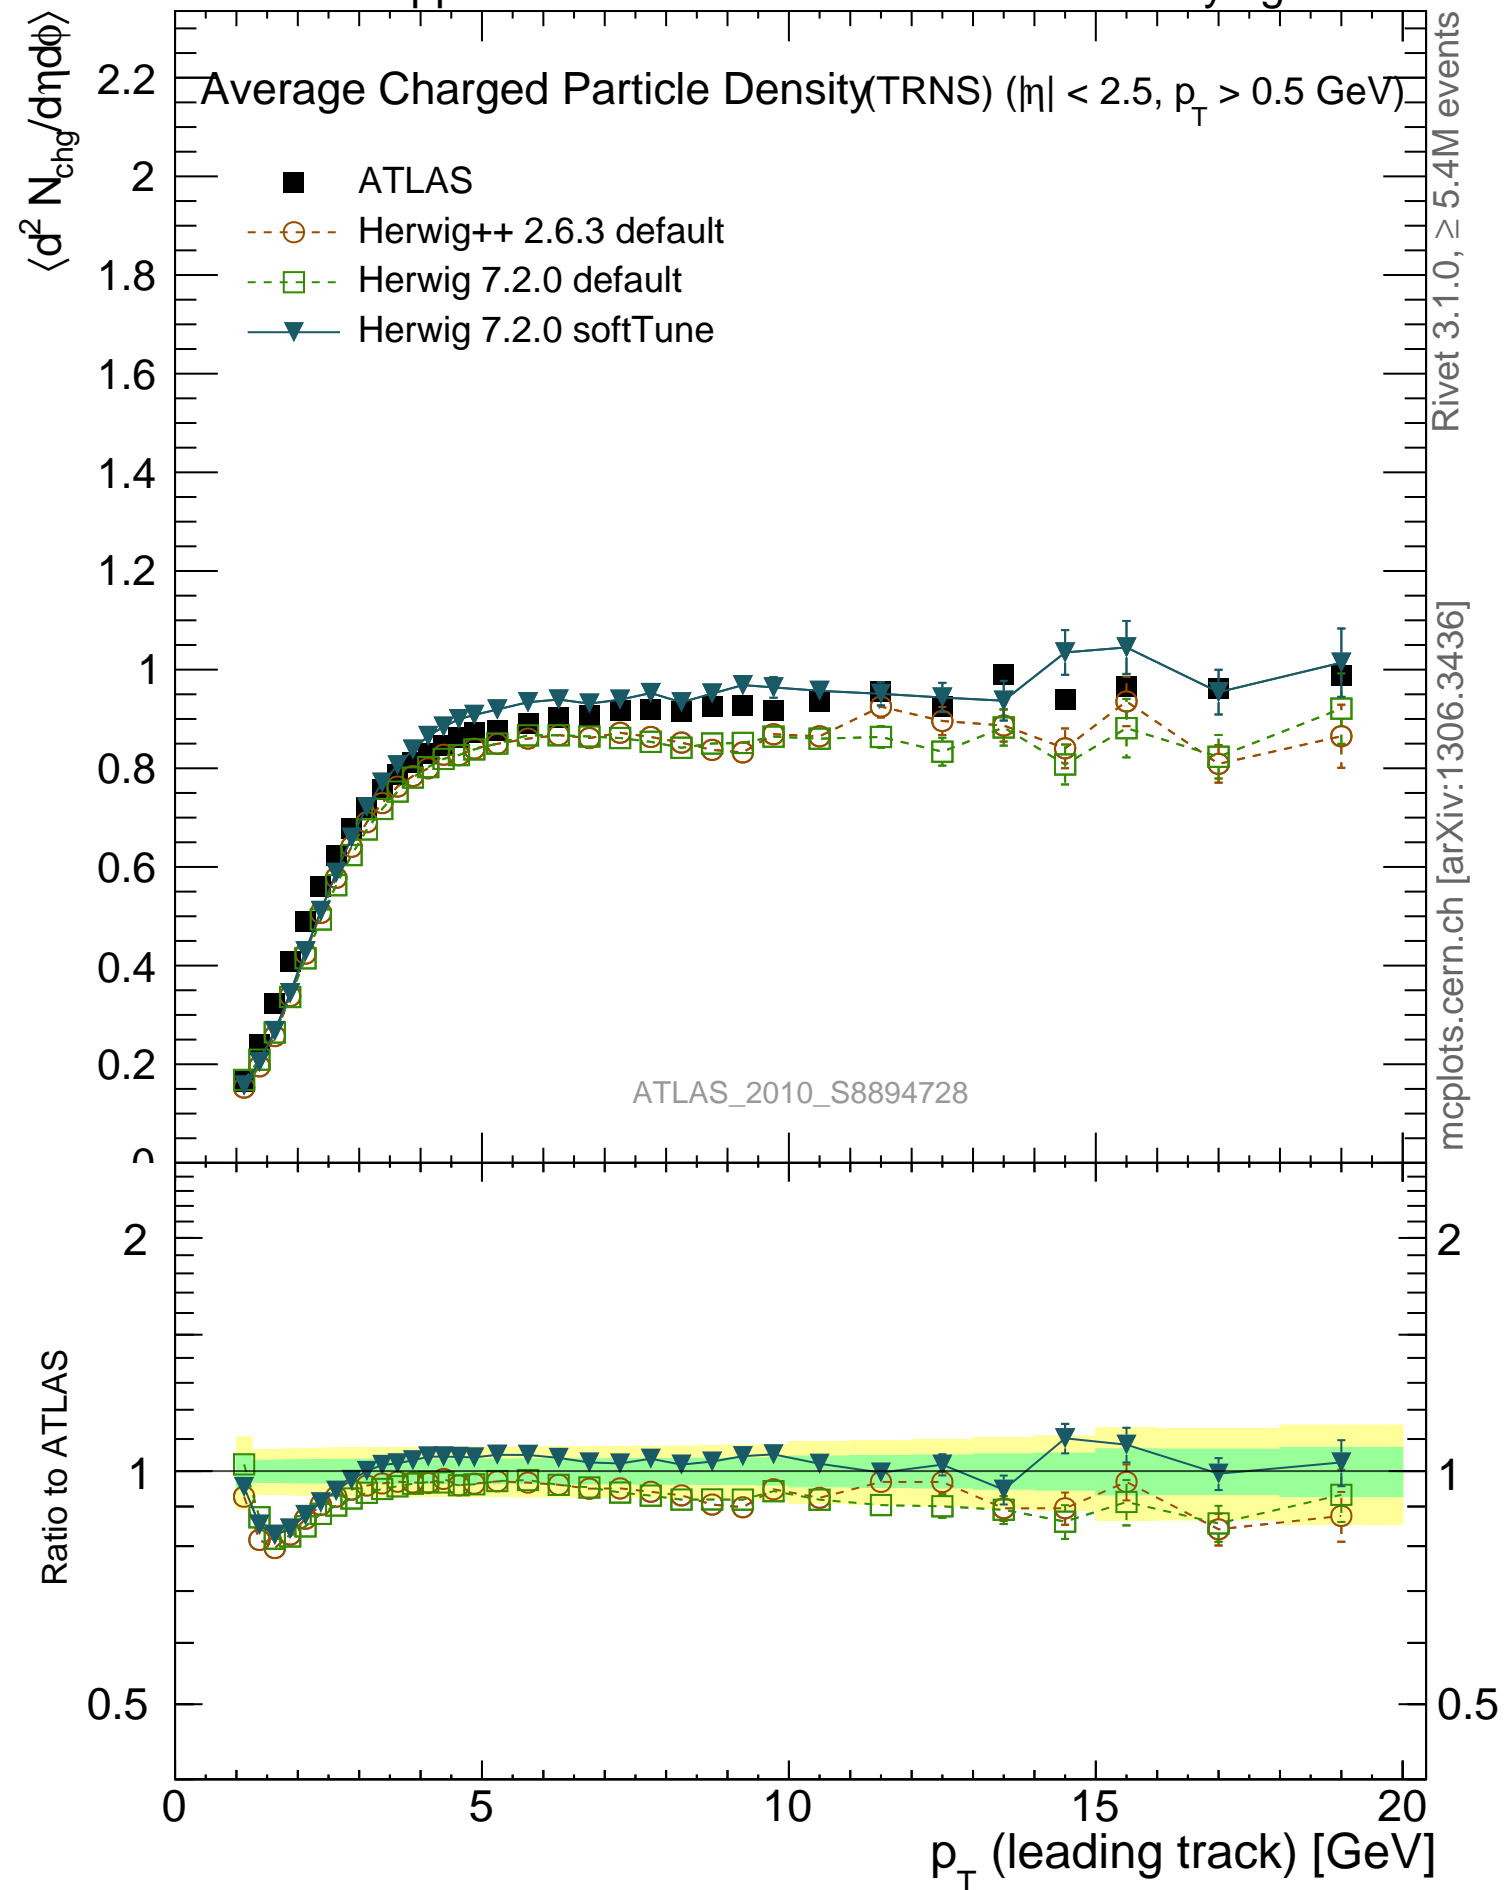 Average Charged Particle Density (TRNS) (|η| < 2.5, p_T > 0.5 GeV)
⟨d² N_chg/dηdφ⟩
ATLAS
Herwig++ 2.6.3 default
Herwig 7.2.0 default
Herwig 7.2.0 softTune
2.2
2
1.8
1.6
1.4
1.2
1
0.8
0.6
0.4
0.2
0
ATLAS_2010_S8894728
Rivet 3.1.0, ≥ 5.4M events
mcplots.cern.ch [arXiv:1306.3436]
Ratio to ATLAS
2
1
0.5
2
1
0.5
0
5
10
15
20
p_T (leading track) [GeV]